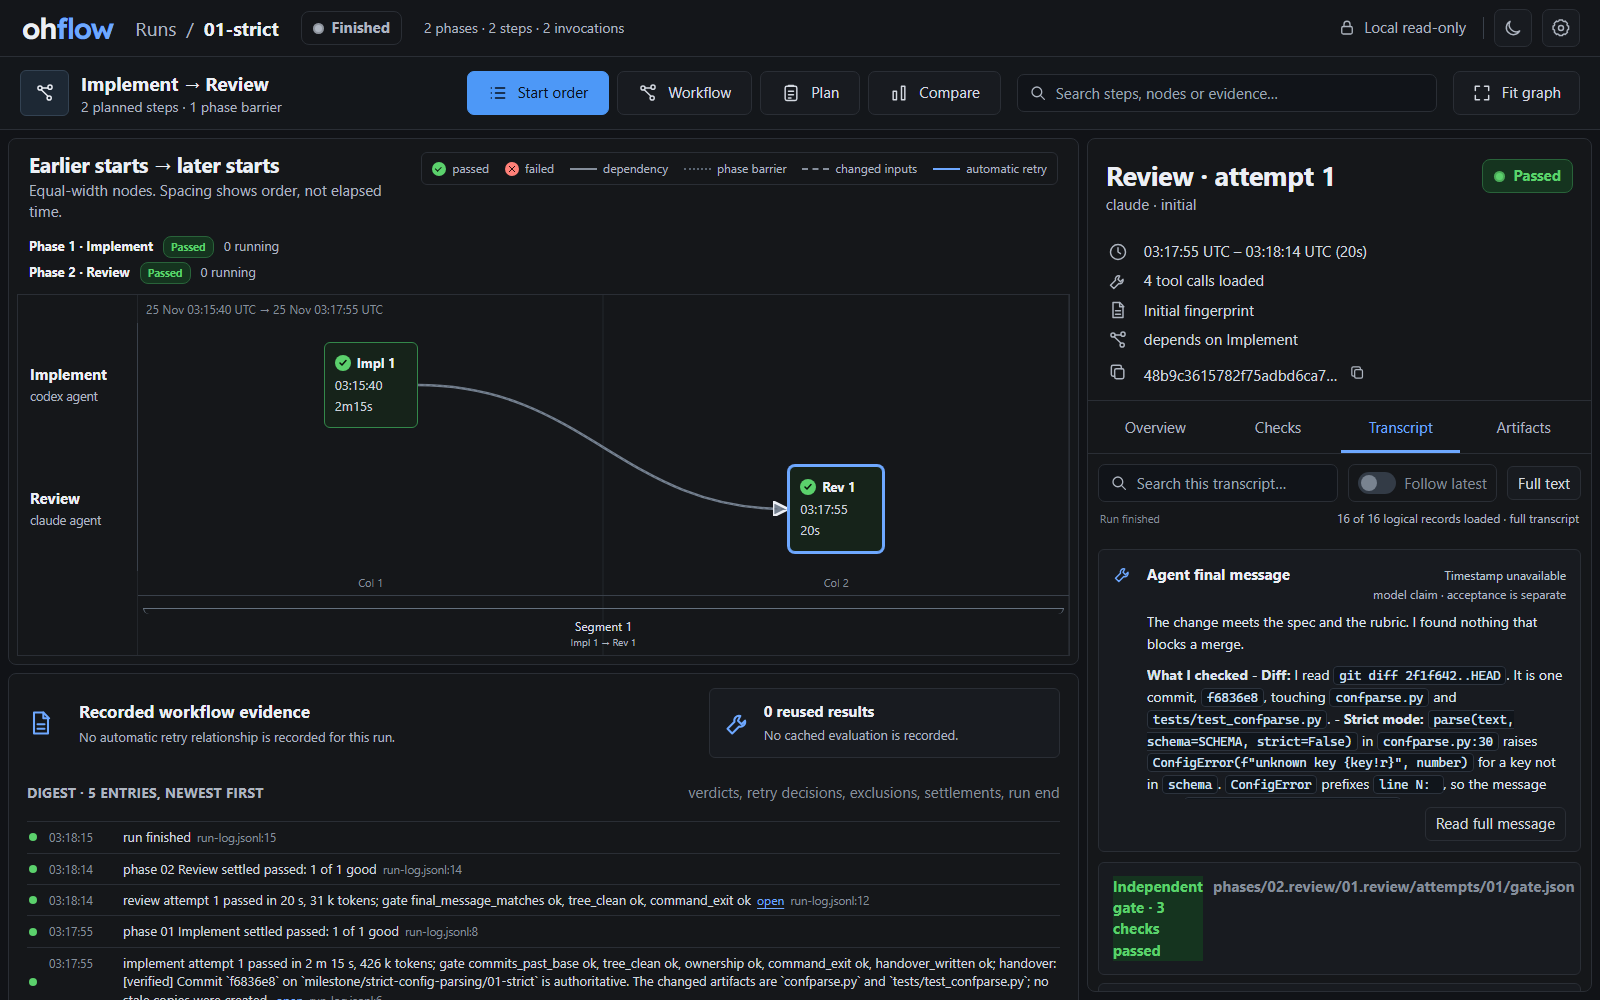 ohflow Runs / 01-strict Finished 2 phases · 2 steps · 2 invocations Local read-only
Implement → Review
2 planned steps · 1 phase barrier
Start order Workflow Plan Compare Search steps, nodes or evidence... Fit graph
Earlier starts → later starts
Equal-width nodes. Spacing shows order, not elapsed
time.
passed failed dependency phase barrier changed inputs automatic retry
Phase 1 · Implement Passed 0 running
Phase 2 · Review Passed 0 running
25 Nov 03:15:40 UTC → 25 Nov 03:17:55 UTC
Implement
codex agent
Impl 1
03:15:40
2m15s
Review
claude agent
Rev 1
03:17:55
20s
Col 1 Col 2
Segment 1
Impl 1 → Rev 1
Recorded workflow evidence
No automatic retry relationship is recorded for this run.
0 reused results
No cached evaluation is recorded.
DIGEST · 5 ENTRIES, NEWEST FIRST verdicts, retry decisions, exclusions, settlements, run end
03:18:15 run finished run-log.jsonl:15
03:18:14 phase 02 Review settled passed: 1 of 1 good run-log.jsonl:14
03:18:14 review attempt 1 passed in 20 s, 31 k tokens; gate final_message_matches ok, tree_clean ok, command_exit ok open run-log.jsonl:12
03:17:55 phase 01 Implement settled passed: 1 of 1 good run-log.jsonl:8
03:17:55 implement attempt 1 passed in 2 m 15 s, 426 k tokens; gate commits_past_base ok, tree_clean ok, ownership ok, command_exit ok, handover_written ok; handover:
[verified] Commit `f6836e8` on `milestone/strict-config-parsing/01-strict` is authoritative. The changed artifacts are `confparse.py` and `tests/test_confparse.py`; no
stale copies were created. open run-log.jsonl:6
Review · attempt 1 Passed
claude · initial
03:17:55 UTC – 03:18:14 UTC (20s)
4 tool calls loaded
Initial fingerprint
depends on Implement
48b9c3615782f75adbd6ca7...
Overview Checks Transcript Artifacts
Search this transcript... Follow latest Full text
Run finished 16 of 16 logical records loaded · full transcript
Agent final message Timestamp unavailable
model claim · acceptance is separate
The change meets the spec and the rubric. I found nothing that
blocks a merge.
What I checked - Diff: I read git diff 2f1f642..HEAD. It is one
commit, f6836e8, touching confparse.py and
tests/test_confparse.py. - Strict mode: parse(text,
schema=SCHEMA, strict=False) in confparse.py:30 raises
ConfigError(f"unknown key {key!r}", number) for a key not
in schema. ConfigError prefixes line N: , so the message
Read full message
Independent
gate · 3
checks
passed
phases/02.review/01.review/attempts/01/gate.json